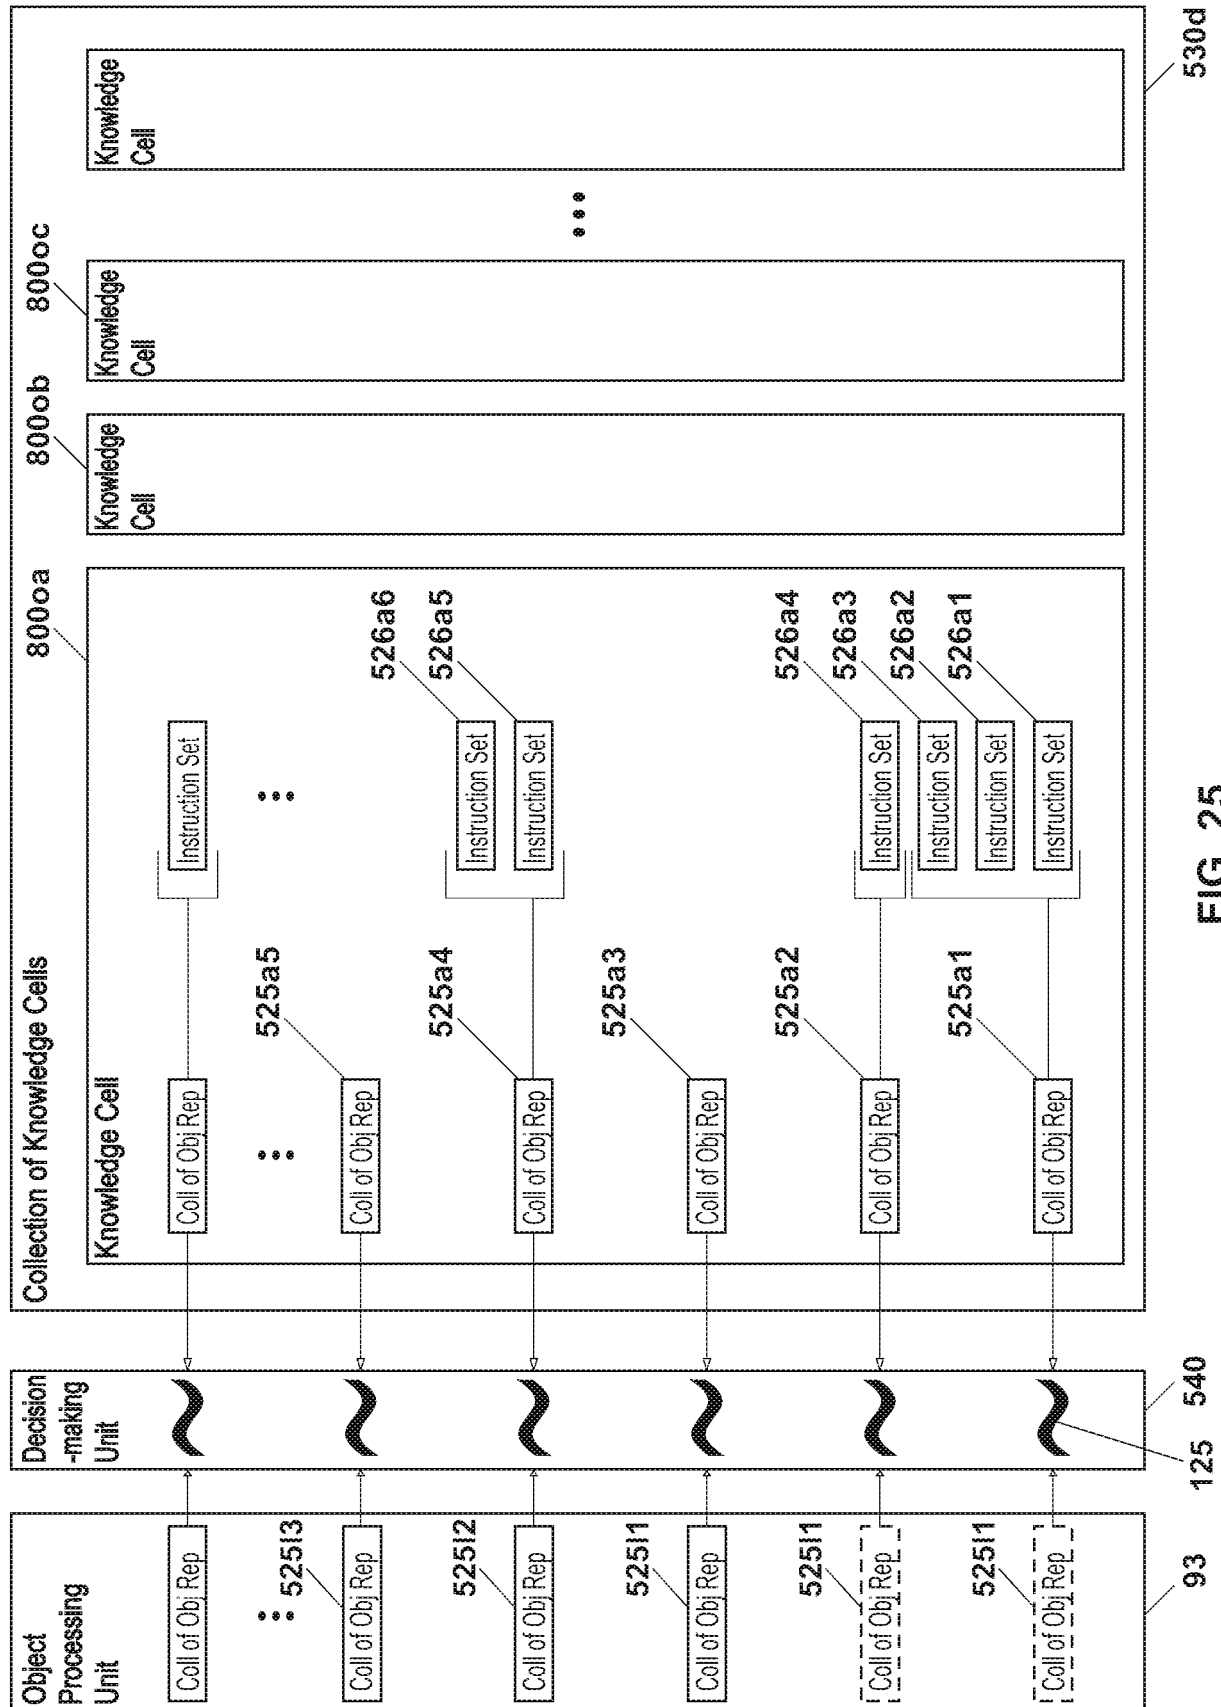 Object
Processing
Unit
Coll of Obj Rep
...
525l3
Coll of Obj Rep
525l2
Coll of Obj Rep
525l1
Coll of Obj Rep
525l1
Coll of Obj Rep
525l1
Coll of Obj Rep
93
Decision
-making
Unit
125
540
Collection of Knowledge Cells
Knowledge Cell
800oa
Coll of Obj Rep
Instruction Set
...
...
525a5
Coll of Obj Rep
526a6
Instruction Set
525a4
526a5
Coll of Obj Rep
Instruction Set
525a3
Coll of Obj Rep
525a2
526a4
Coll of Obj Rep
Instruction Set
526a3
Instruction Set
526a2
Instruction Set
525a1
526a1
Coll of Obj Rep
Instruction Set
800ob
Knowledge
Cell
800oc
Knowledge
Cell
...
Knowledge
Cell
530d
FIG. 25